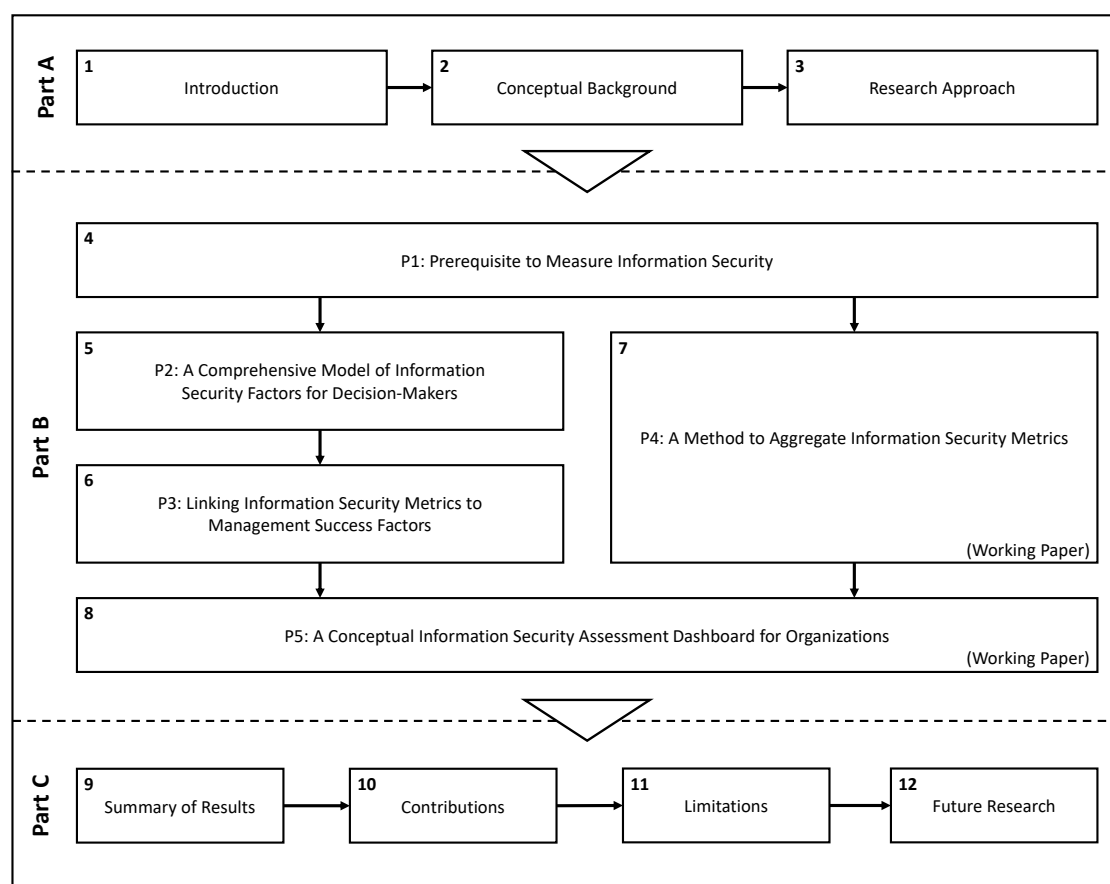 Part A
1
Introduction
2
Conceptual Background
3
Research Approach
Part B
4
P1: Prerequisite to Measure Information Security
5
P2: A Comprehensive Model of Information
Security Factors for Decision-Makers
6
P3: Linking Information Security Metrics to
Management Success Factors
7
P4: A Method to Aggregate Information Security Metrics
(Working Paper)
8
P5: A Conceptual Information Security Assessment Dashboard for Organizations
(Working Paper)
Part C
9
Summary of Results
10
Contributions
11
Limitations
12
Future Research